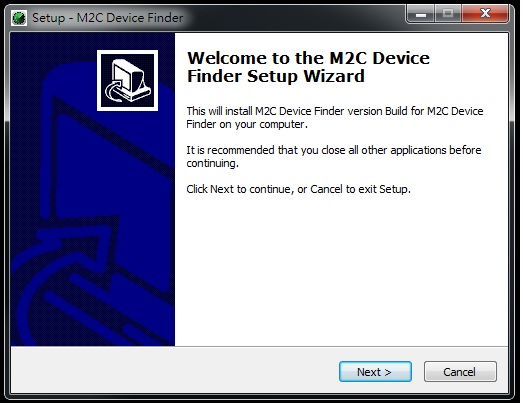 Setup - M2C Device Finder
Welcome to the M2C Device
Finder Setup Wizard
This will install M2C Device Finder version Build for M2C Device
Finder on your computer.
It is recommended that you close all other applications before
continuing.
Click Next to continue, or Cancel to exit Setup.
Next >
Cancel